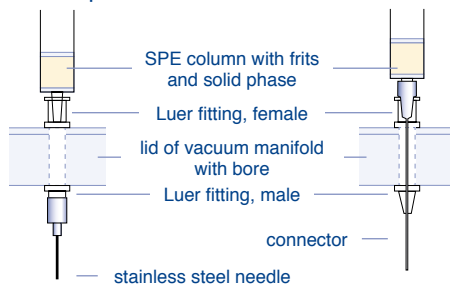 SPE column with frits
and solid phase
Luer fitting, female
lid of vacuum manifold
with bore
Luer fitting, male
connector
stainless steel needle